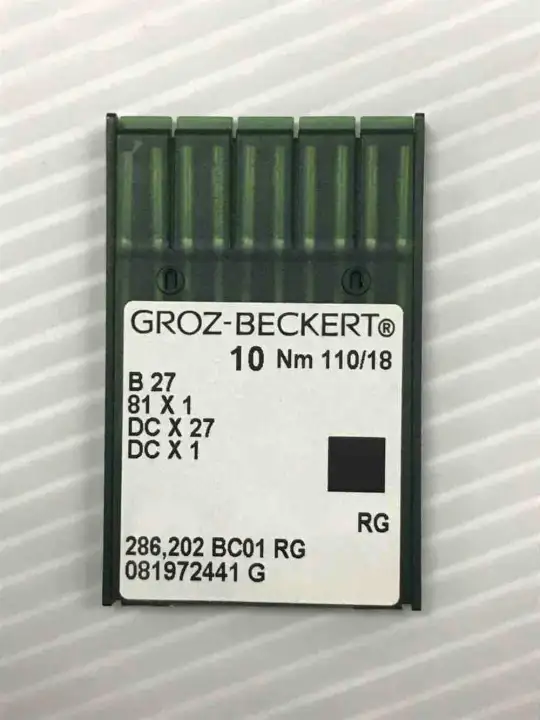 GROZ-BECKERT®
10 Nm 110/18
B 27
81 X 1
DC X 27
DC X 1
RG
286,202 BC01 RG
081972441 G